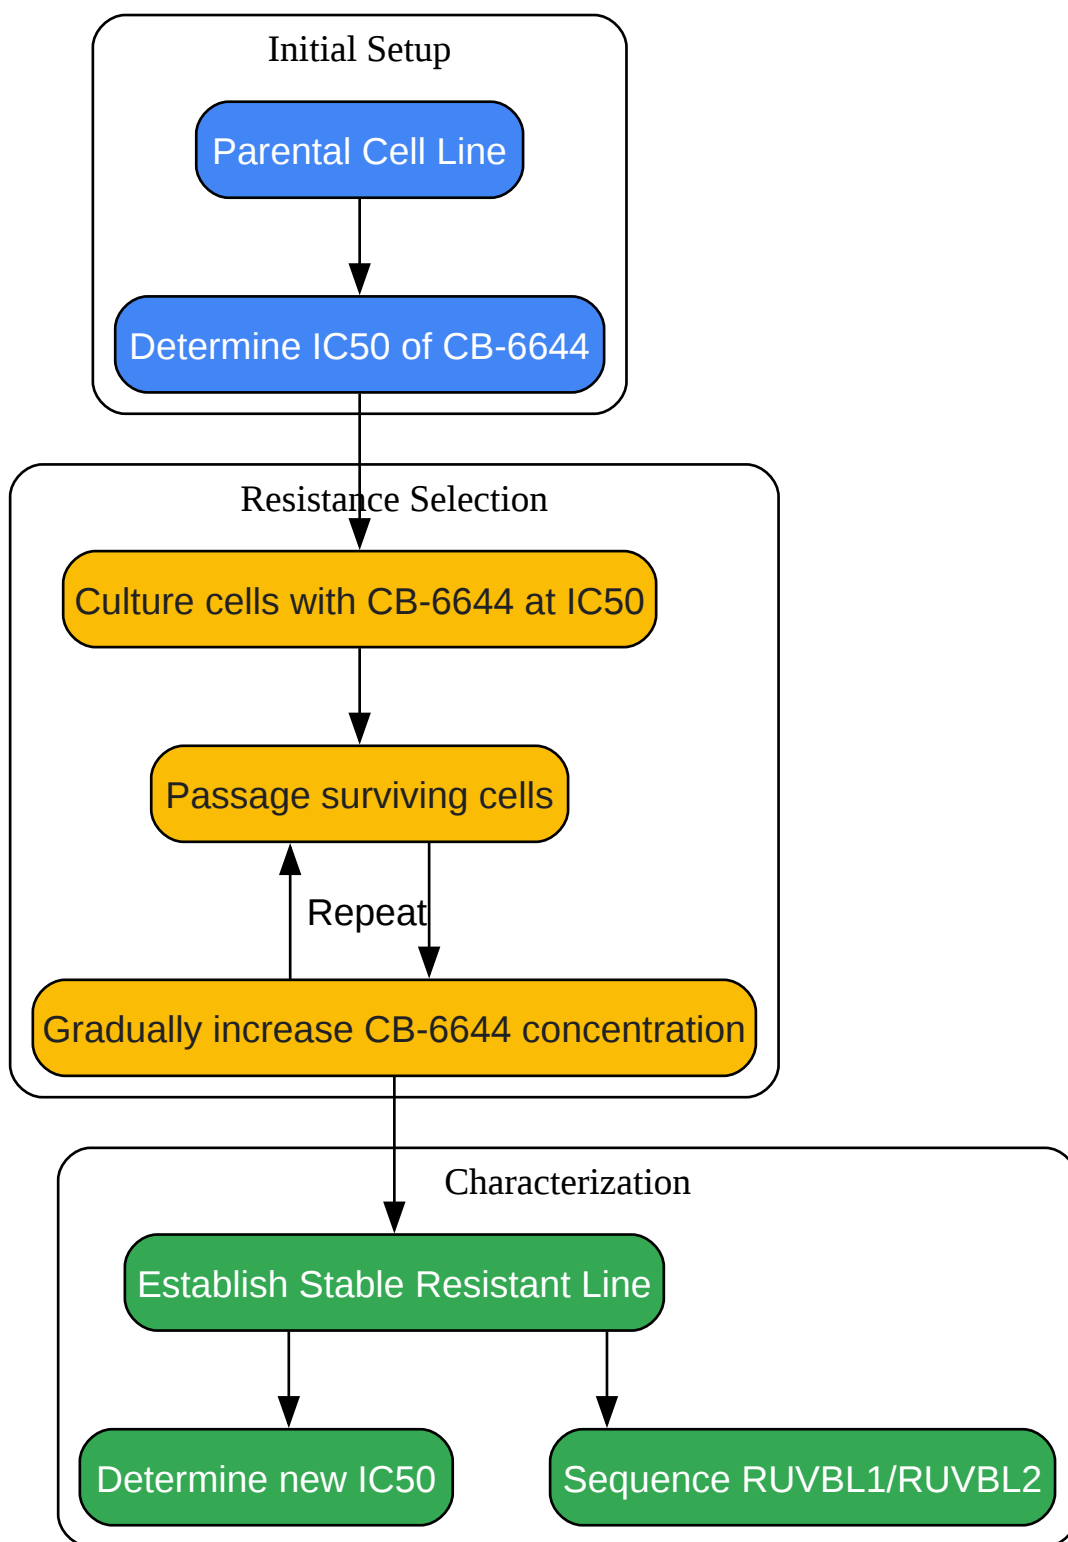 Initial Setup
Parental Cell Line
Determine IC50 of CB-6644
Resistance Selection
Culture cells with CB-6644 at IC50
Passage surviving cells
Repeat
Gradually increase CB-6644 concentration
Characterization
Establish Stable Resistant Line
Determine new IC50
Sequence RUVBL1/RUVBL2